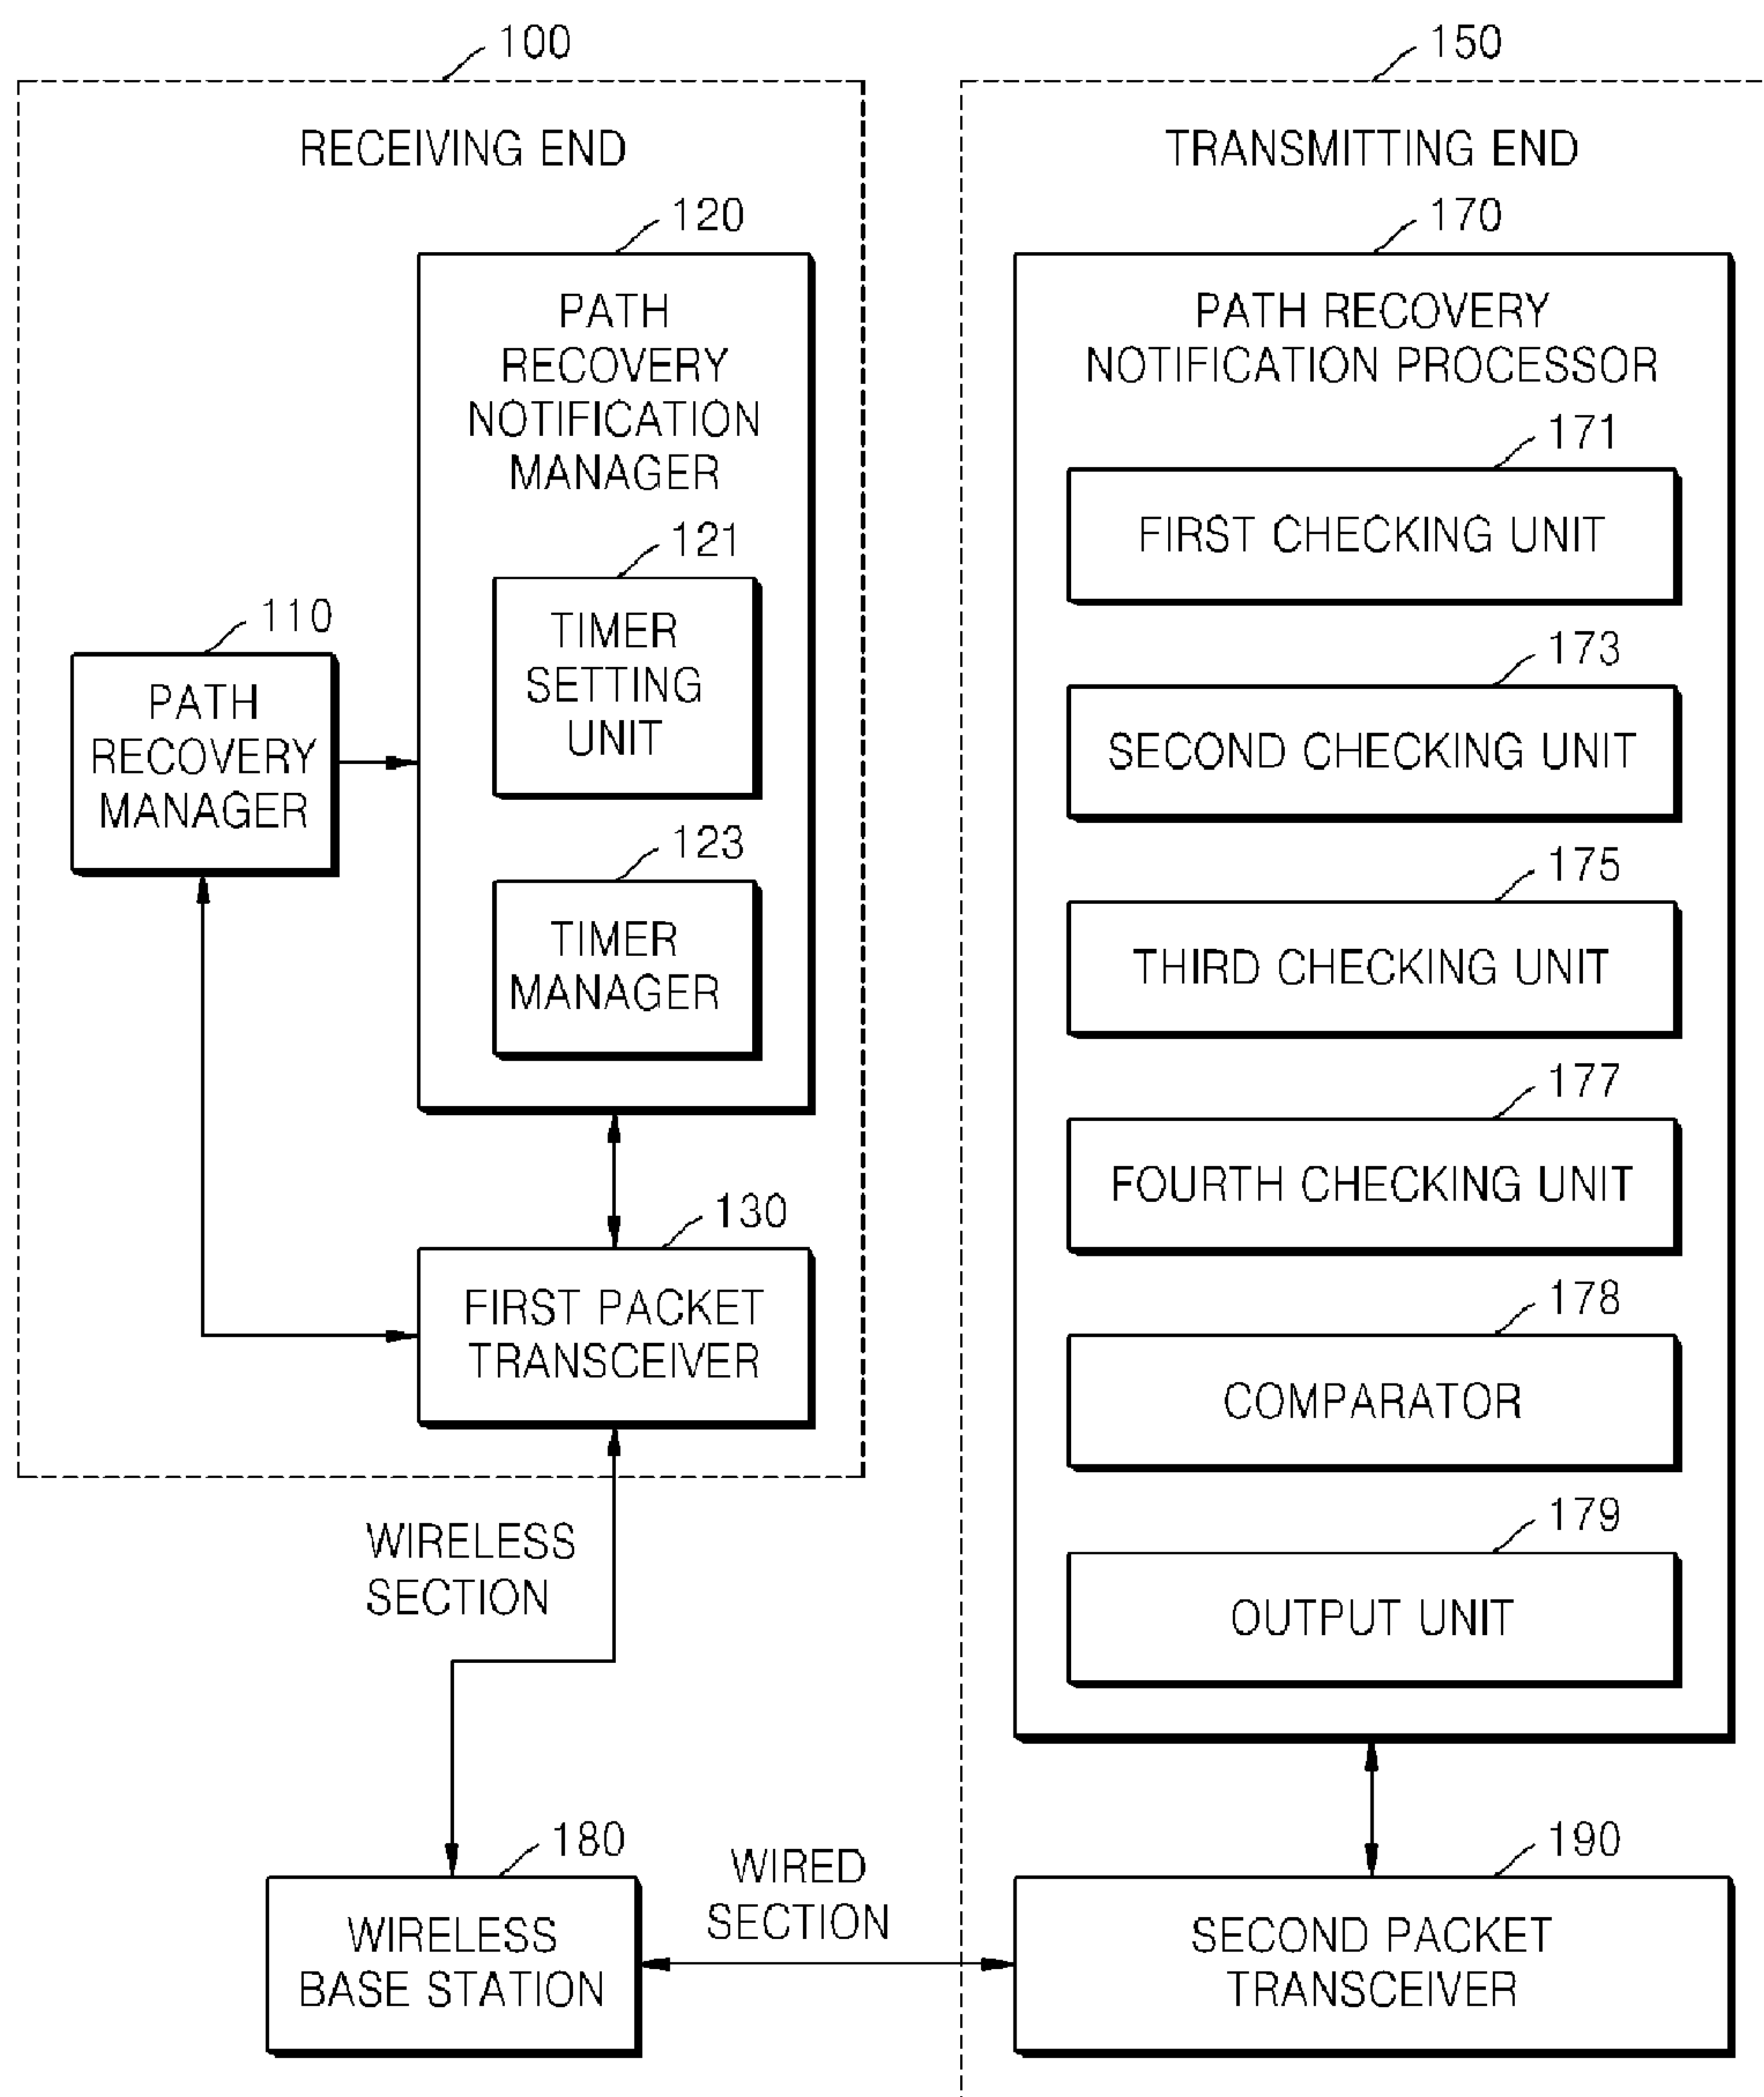 100
RECEIVING END
120
PATH
RECOVERY
NOTIFICATION
MANAGER
121
TIMER
SETTING
UNIT
110
PATH
RECOVERY
MANAGER
123
TIMER
MANAGER
130
FIRST PACKET
TRANSCEIVER
WIRELESS
SECTION
180
WIRELESS
BASE STATION
WIRED
SECTION
150
TRANSMITTING END
170
PATH RECOVERY
NOTIFICATION PROCESSOR
171
FIRST CHECKING UNIT
173
SECOND CHECKING UNIT
175
THIRD CHECKING UNIT
177
FOURTH CHECKING UNIT
178
COMPARATOR
179
OUTPUT UNIT
190
SECOND PACKET
TRANSCEIVER